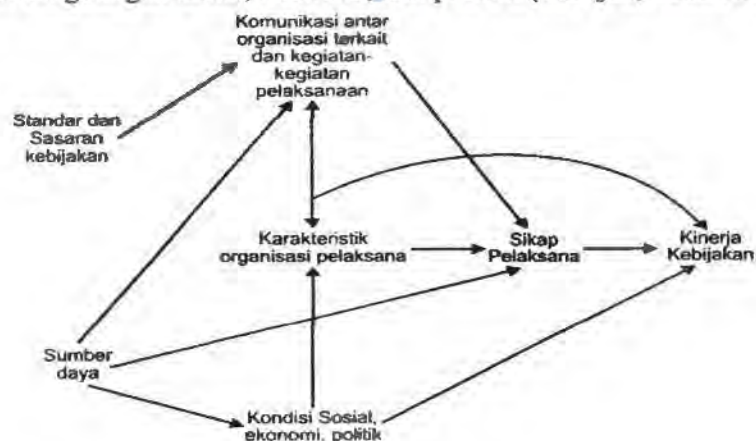 Komunikasi antar
organisasi terkait
dan kegiatan-
kegiatan
pelaksanaan
Standar dan
Sasaran
kebijakan
Karakteristik
organisasi pelaksana
Sikap
Pelaksana
Kinerja
Kebijakan
Sumber
daya
Kondisi Sosial,
ekonomi, politik